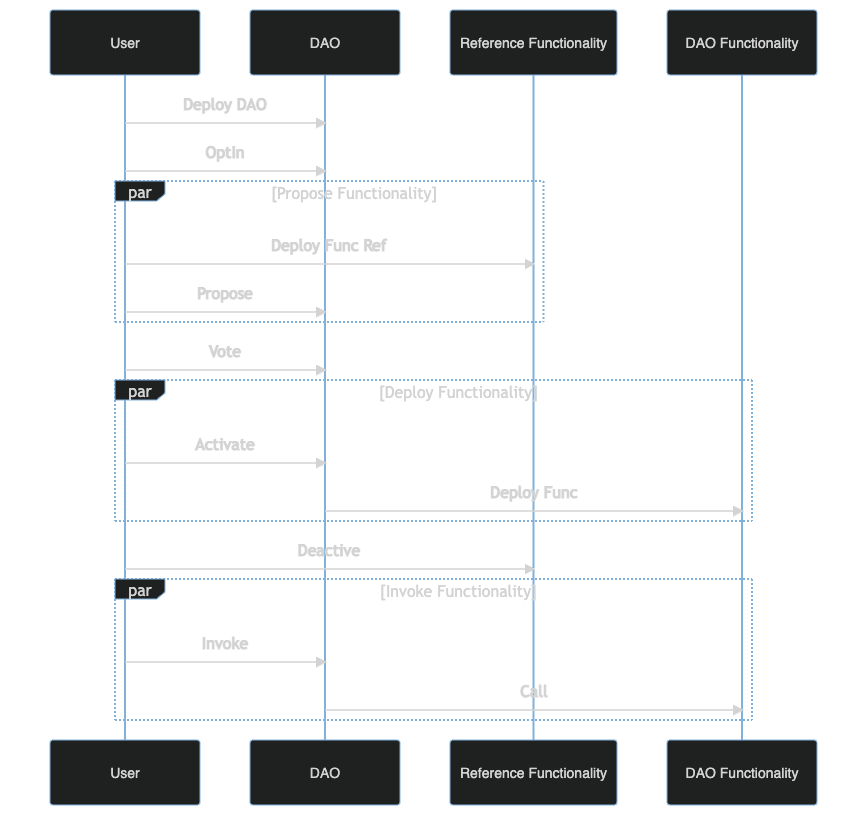 User DAO Reference Functionality DAO Functionality
Deploy DAO
OptIn
par [Propose Functionality]
Deploy Func Ref
Propose
Vote
par [Deploy Functionality]
Activate
Deploy Func
Deactive
par [Invoke Functionality]
Invoke
Call
User DAO Reference Functionality DAO Functionality